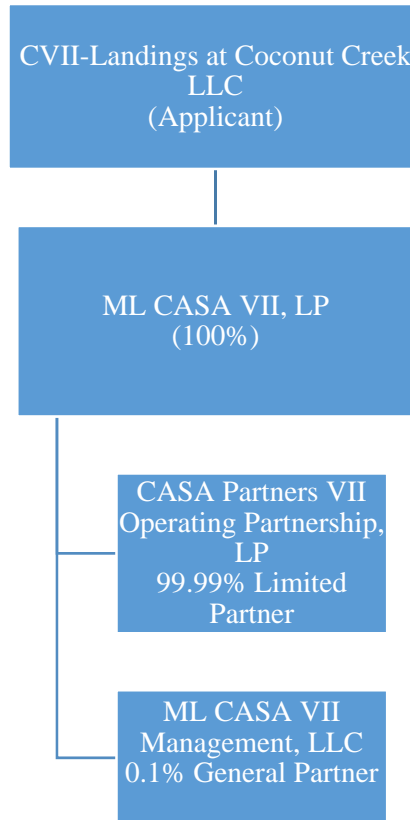 CVII-Landings at Coconut Creek
LLC
(Applicant)
ML CASA VII, LP
(100%)
CASA Partners VII
Operating Partnership,
LP
99.99% Limited
Partner
ML CASA VII
Management, LLC
0.1% General Partner